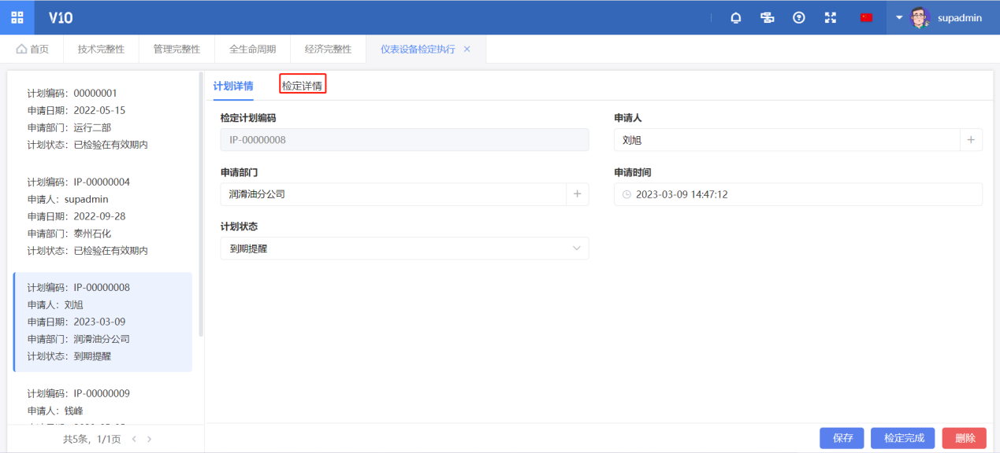 V10
supadmin
首页
技术完整性
管理完整性
全生命周期
经济完整性
仪表设备检定执行
计划编码：00000001
申请日期：2022-05-15
申请部门：运行二部
计划状态：已检验在有效期内
计划编码：IP-00000004
申请人：supadmin
申请日期：2022-09-28
申请部门：泰州石化
计划状态：已检验在有效期内
计划编码：IP-00000008
申请人：刘旭
申请日期：2023-03-09
申请部门：润滑油分公司
计划状态：到期提醒
计划编码：IP-00000009
申请人：钱峰
共5条，1/1页
计划详情
检定详情
检定计划编码
IP-00000008
申请人
刘旭
申请部门
润滑油分公司
申请时间
2023-03-09 14:47:12
计划状态
到期提醒
保存
检定完成
删除